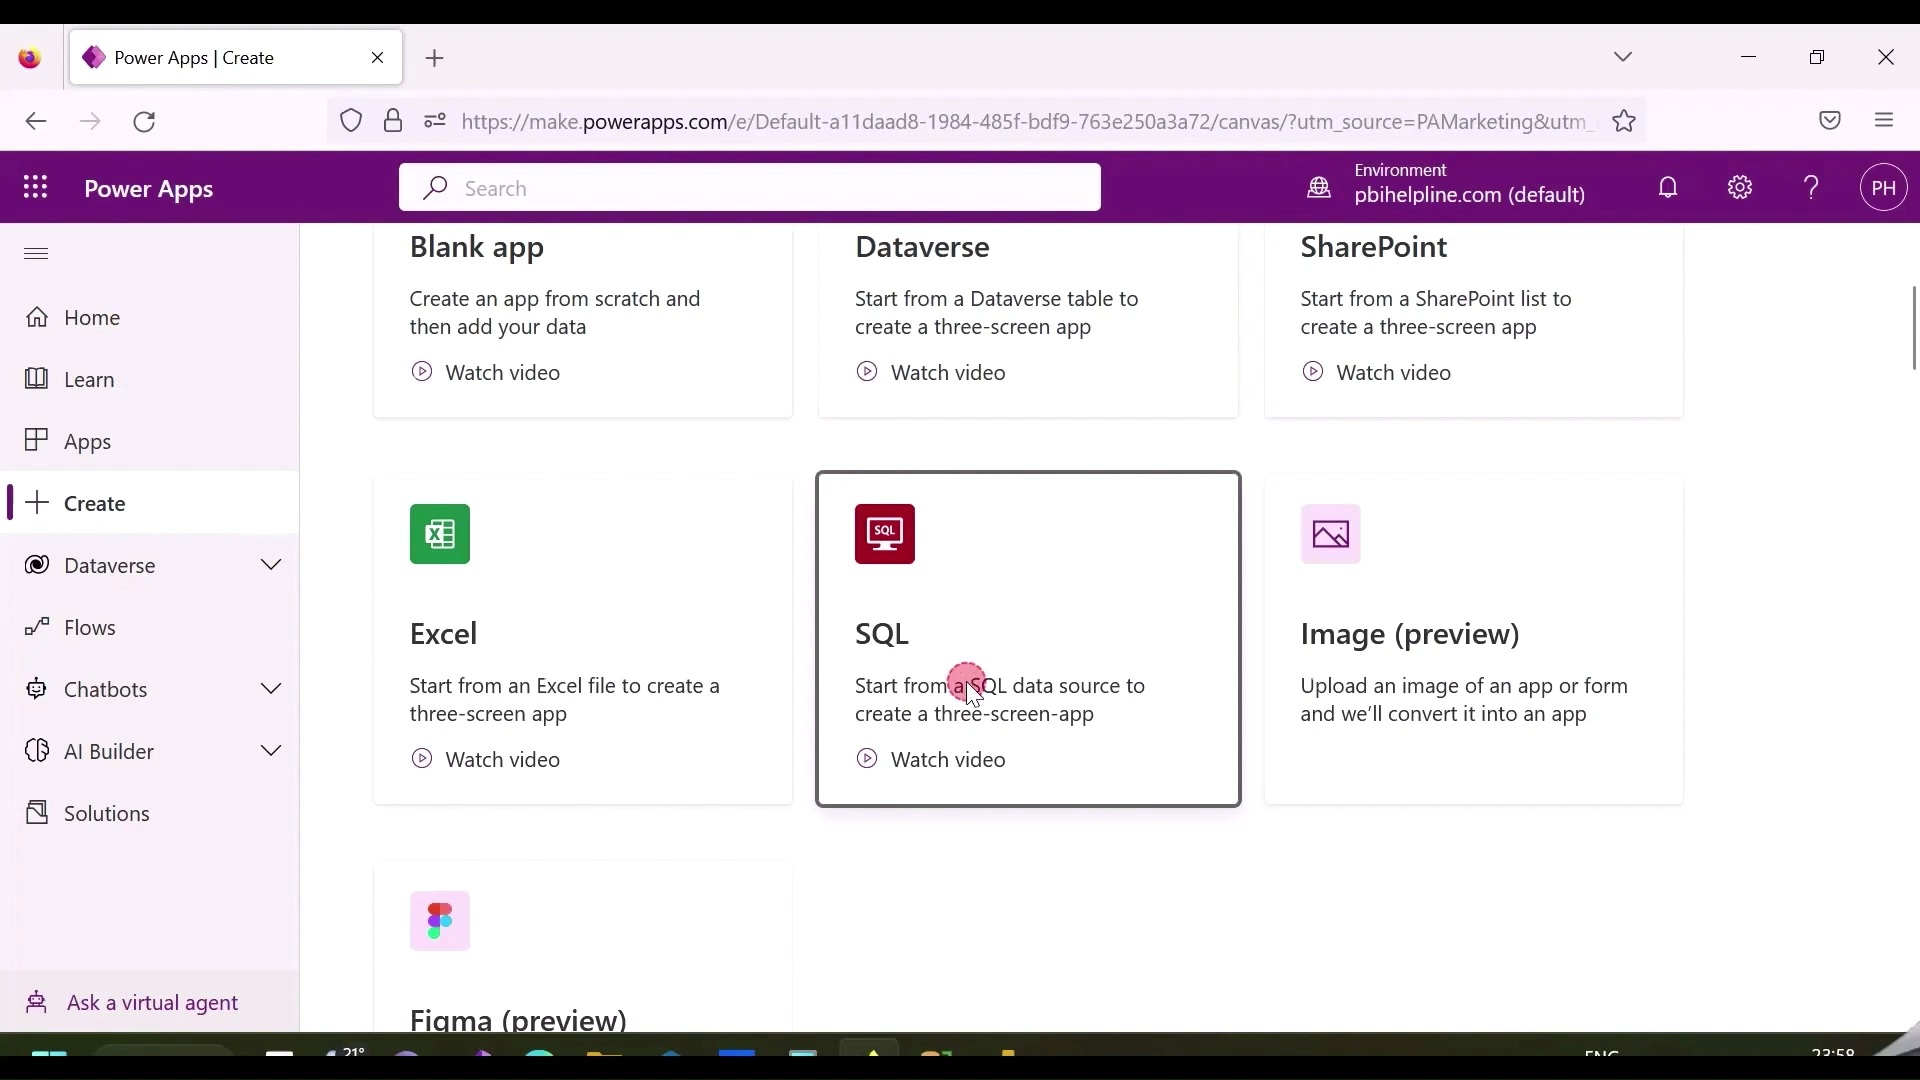 Power Apps | Create
https://make.powerapps.com/e/Default-a11daad8-1984-485f-bdf9-763e250a3a72/canvas/?utm_source=PAMarketing&utm_
Power Apps
Search
Environment
pbihelpline.com (default)
PH
Home
Learn
Apps
Create
Dataverse
Flows
Chatbots
AI Builder
Solutions
Ask a virtual agent
Blank app
Create an app from scratch and
then add your data
Watch video
Dataverse
Start from a Dataverse table to
create a three-screen app
Watch video
SharePoint
Start from a SharePoint list to
create a three-screen app
Watch video
Excel
Start from an Excel file to create a
three-screen app
Watch video
SQL
SQL
Start from a SQL data source to
create a three-screen-app
Watch video
Image (preview)
Upload an image of an app or form
and we'll convert it into an app
Figma (preview)
21°
ENG
23:58